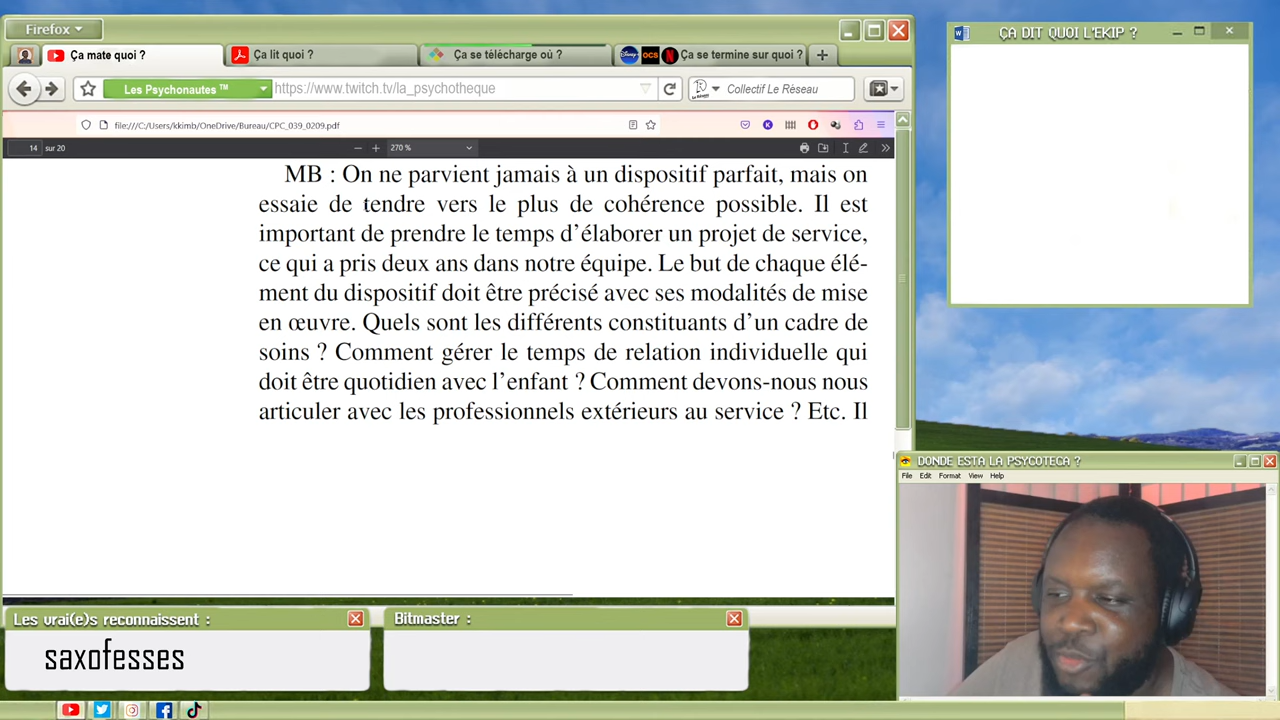 Firefox
ÇA DIT QUOI L'EKIP ?
Ça mate quoi ?
Ça lit quoi ?
Ça se télécharge où ?
Disney+
OCS
N
Ça se termine sur quoi ?
Les Psychonautes ™
https://www.twitch.tv/la_psychotheque
Collectif Le Réseau
file:///C:/Users/kkimb/OneDrive/Bureau/CPC_039_0209.pdf
14 sur 20
270 %
MB : On ne parvient jamais à un dispositif parfait, mais on
essaie de tendre vers le plus de cohérence possible. Il est
important de prendre le temps d'élaborer un projet de service,
ce qui a pris deux ans dans notre équipe. Le but de chaque élé-
ment du dispositif doit être précisé avec ses modalités de mise
en œuvre. Quels sont les différents constituants d'un cadre de
soins ? Comment gérer le temps de relation individuelle qui
doit être quotidien avec l'enfant ? Comment devons-nous nous
articuler avec les professionnels extérieurs au service ? Etc. Il
DONDE ESTA LA PSYCOTECA ?
File Edit Format View Help
Les vrai(e)s reconnaissent :
saxofesses
Bitmaster :